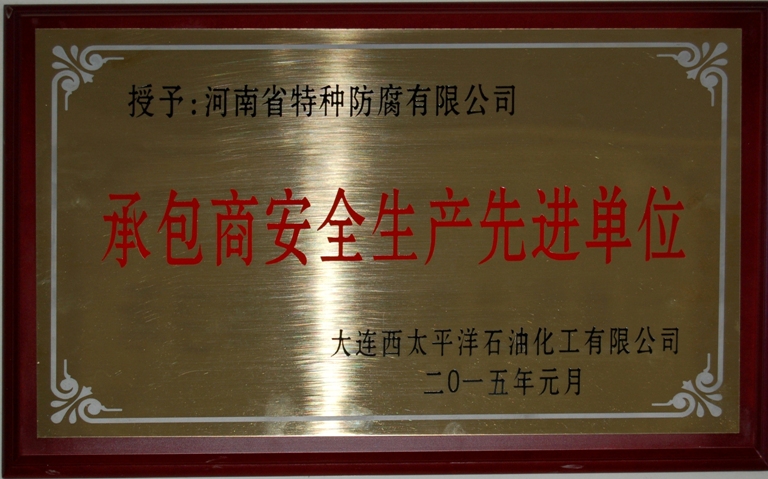 授予:河南省特种防腐有限公司
承包商安全生产先进单位
大连西太平洋石油化工有限公司
二0一五年元月